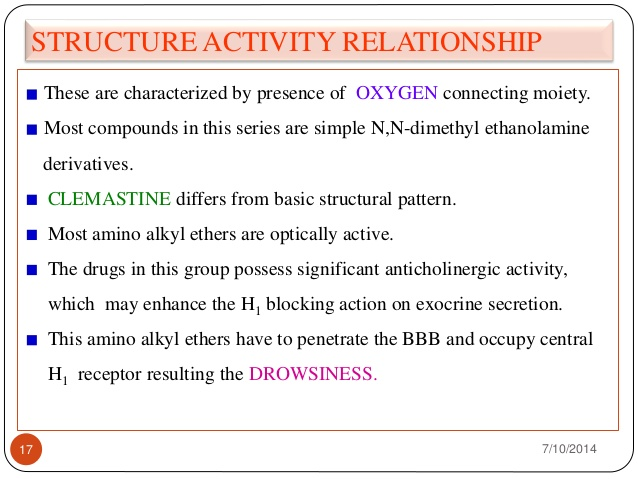 STRUCTURE ACTIVITY RELATIONSHIP
These are characterized by presence of OXYGEN connecting moiety.
Most compounds in this series are simple N,N-dimethyl ethanolamine
derivatives.
CLEMASTINE differs from basic structural pattern.
Most amino alkyl ethers are optically active.
The drugs in this group possess significant anticholinergic activity,
which may enhance the H1 blocking action on exocrine secretion.
This amino alkyl ethers have to penetrate the BBB and occupy central
H1 receptor resulting the DROWSINESS.
17
7/10/2014